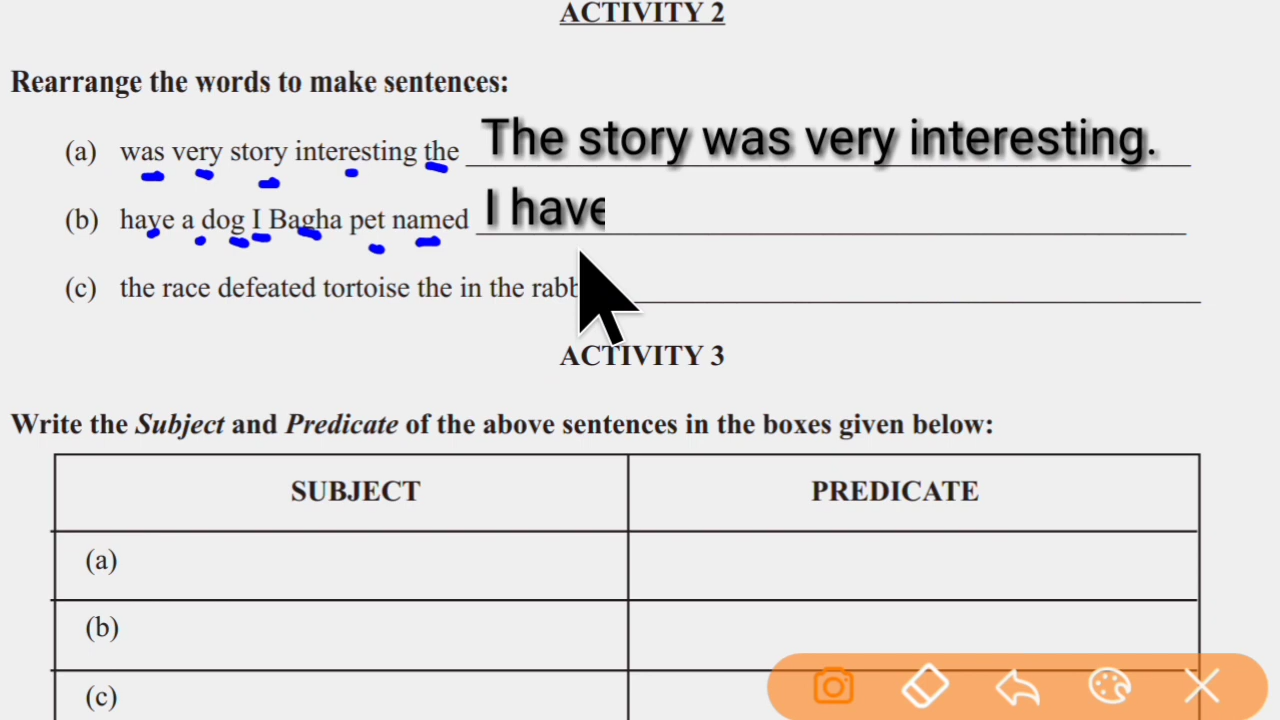 ACTIVITY 2
Rearrange the words to make sentences:
(a) was very story interesting the The story was very interesting.
(b) have a dog I Bagha pet named I have
(c) the race defeated tortoise the in the
ACTIVITY 3
Write the Subject and Predicate of the above sentences in the boxes given below:
SUBJECT PREDICATE
(a)
(b)
(c)